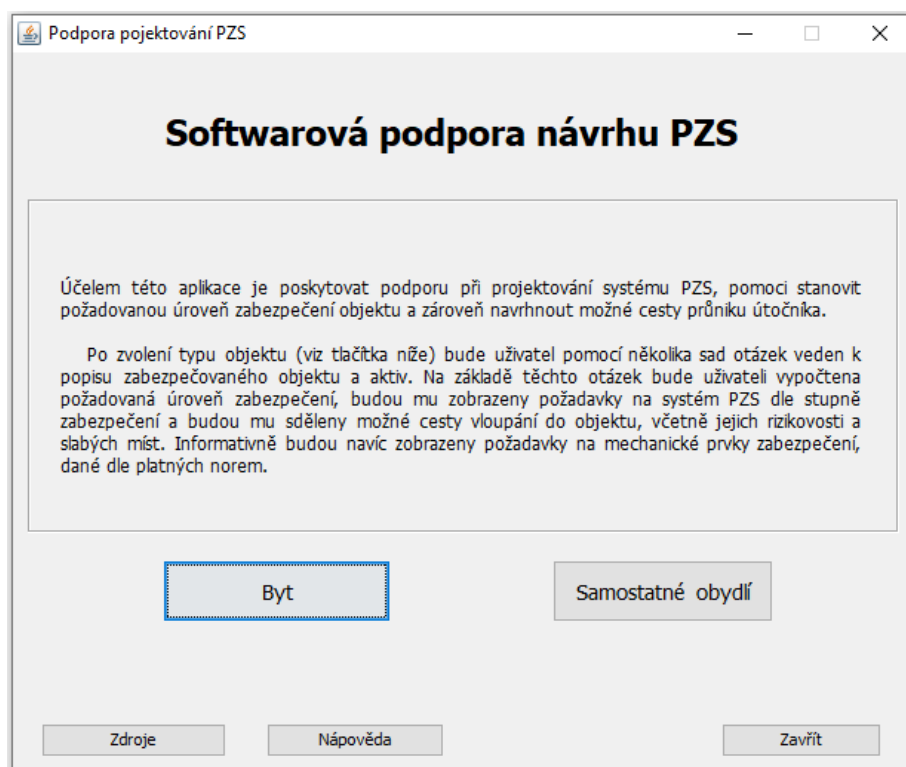 Podpora pojektování PZS
Softwarová podpora návrhu PZS
Účelem této aplikace je poskytovat podporu při projektování systému PZS, pomoci stanovit
požadovanou úroveň zabezpečení objektu a zároveň navrhnout možné cesty průniku útočníka.
Po zvolení typu objektu (viz tlačítka níže) bude uživatel pomocí několika sad otázek veden k
popisu zabezpečovaného objektu a aktiv. Na základě těchto otázek bude uživateli vypočtena
požadovaná úroveň zabezpečení, budou mu zobrazeny požadavky na systém PZS dle stupně
zabezpečení a budou mu sděleny možné cesty vloupání do objektu, včetně jejich rizikovosti a
slabých míst. Informativně budou navíc zobrazeny požadavky na mechanické prvky zabezpečení,
dané dle platných norem.
Byt Samostatné obydlí
Zdroje Nápověda Zavřít